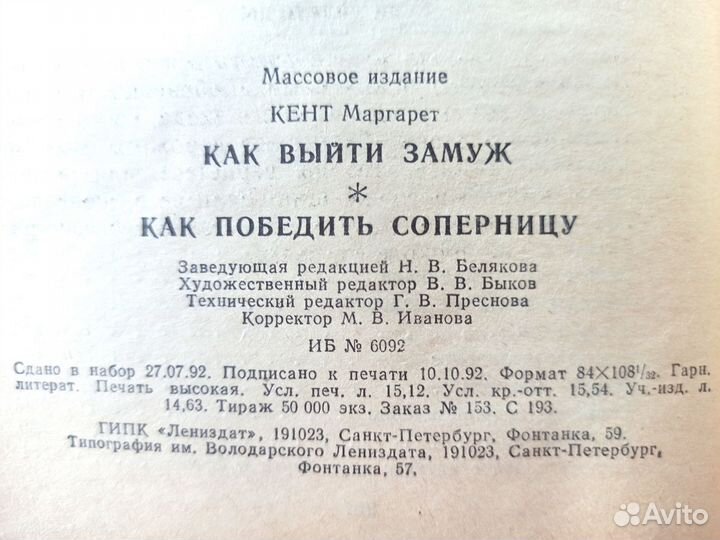 Массовое издание
КЕНТ Маргарет
КАК ВЫЙТИ ЗАМУЖ
*
КАК ПОБЕДИТЬ СОПЕРНИЦУ
Заведующая редакцией Н. В. Белякова
Художественный редактор В. В. Быков
Технический редактор Г. В. Преснова
Корректор М. В. Иванова
ИБ № 6092
Сдано в набор 27.07.92. Подписано к печати 10.10.92. Формат 84×108¹/₃₂. Гарн.
литерат. Печать высокая. Усл. печ. л. 15,12. Усл. кр.-отт. 15,54. Уч.-изд. л.
14,63. Тираж 50 000 экз. Заказ № 153. С 193.
ГИПК «Лениздат», 191023, Санкт-Петербург, Фонтанка, 59.
Типография им. Володарского Лениздата, 191023, Санкт-Петербург,
Фонтанка, 57.
Avito